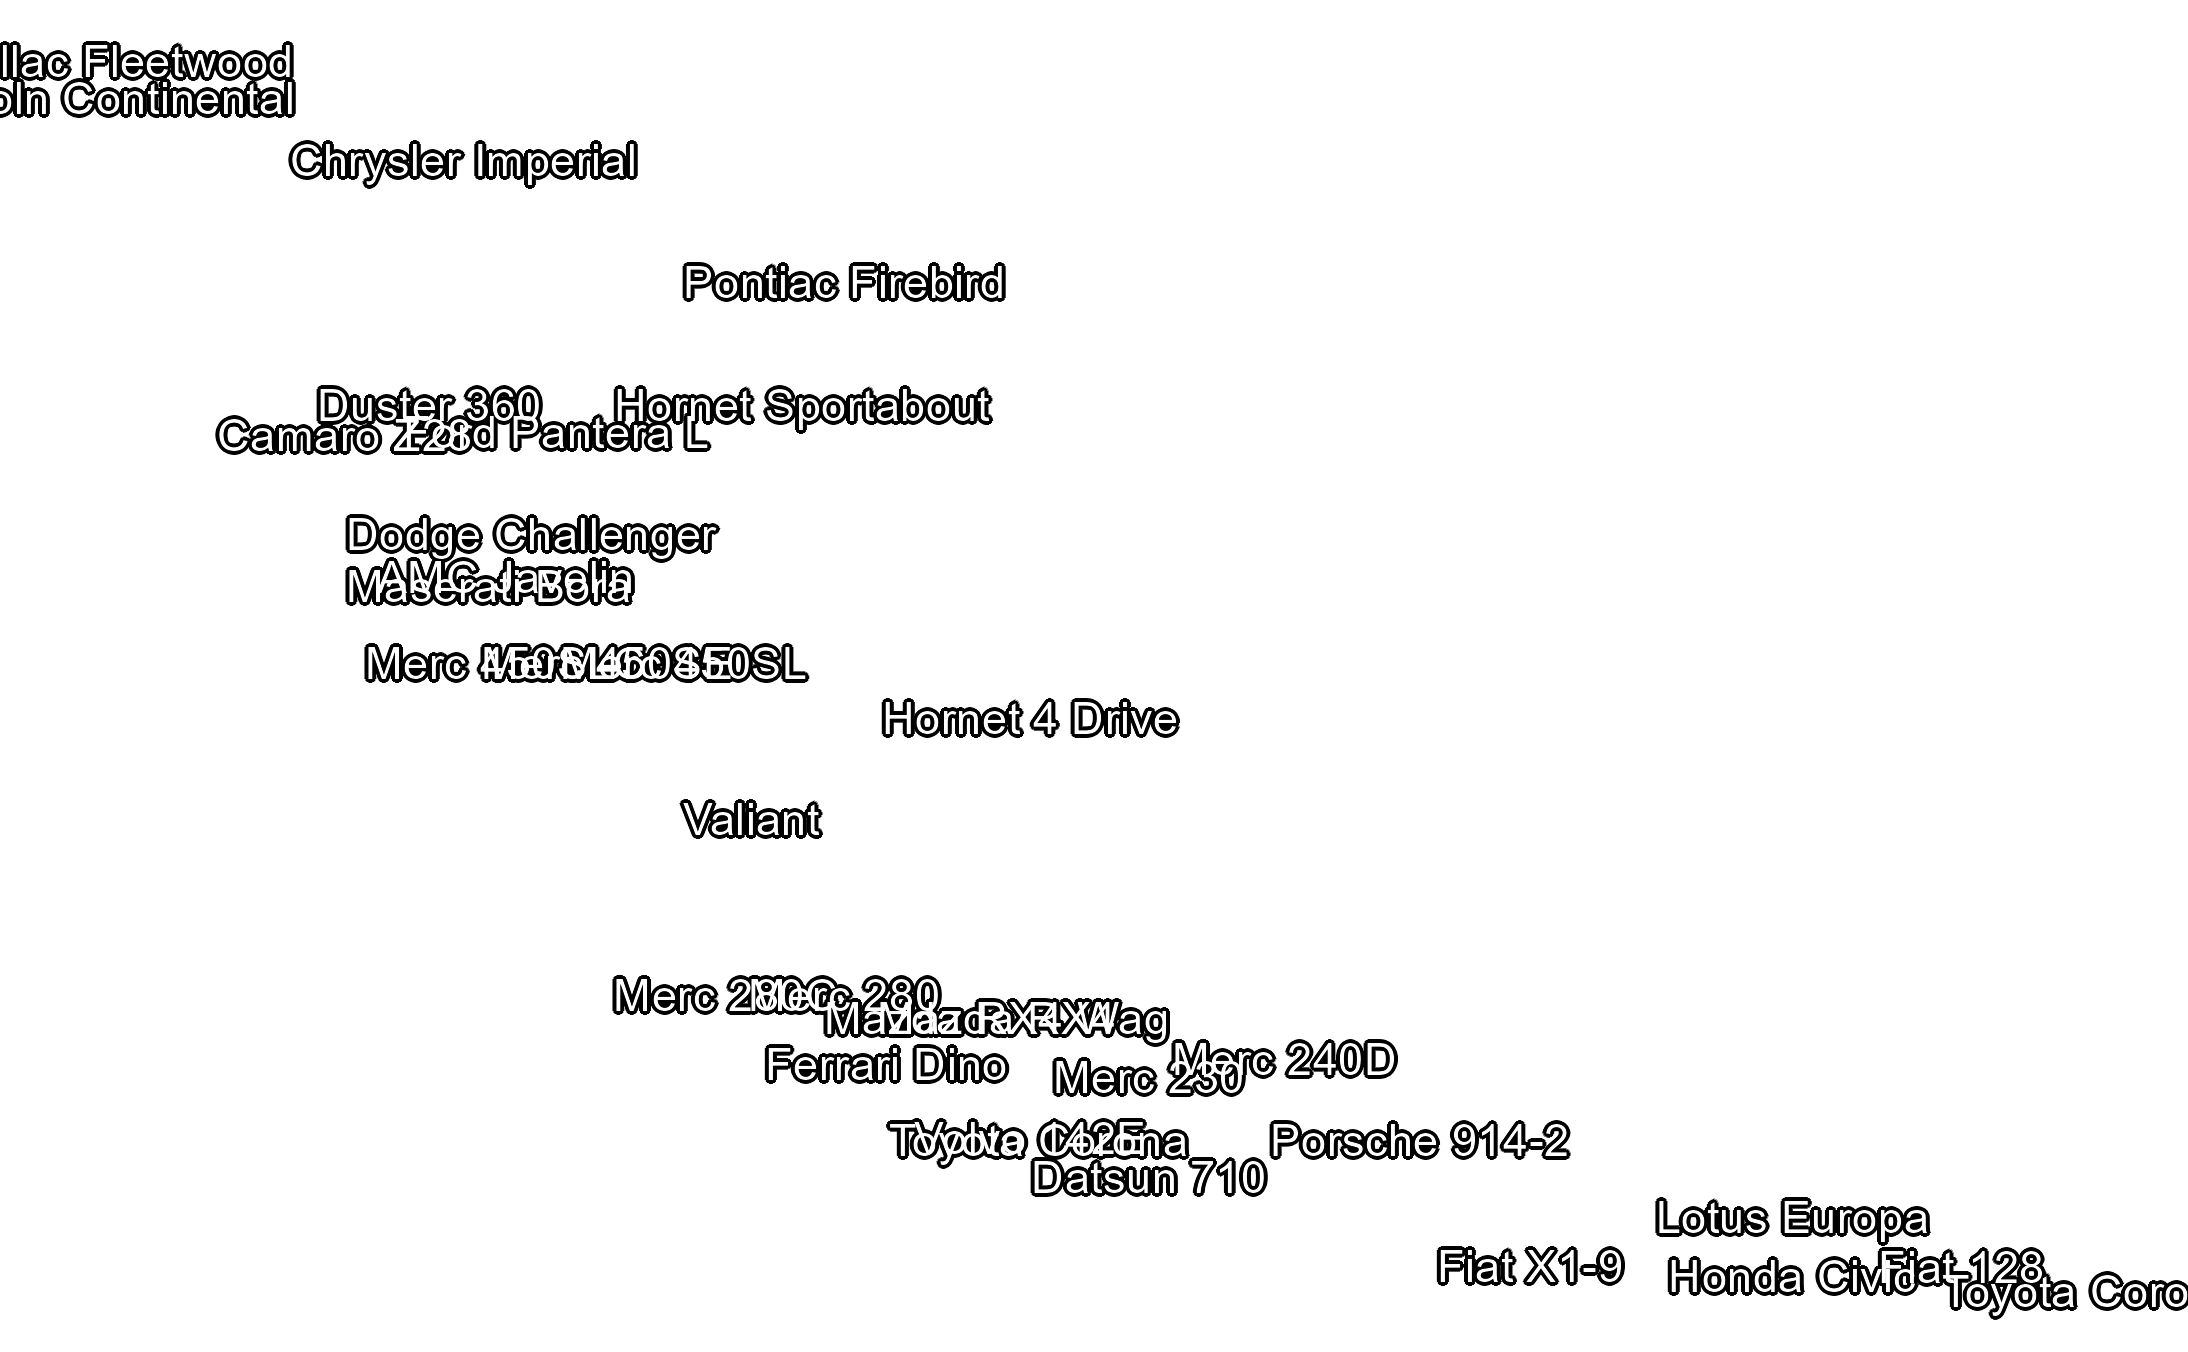 llac Fleetwood
oln Continental
Chrysler Imperial
Pontiac Firebird
Duster 360
Hornet Sportabout
Camaro Z28
Ford Pantera L
Dodge Challenger
AMC Javelin
Maserati Bora
Merc 450SLC
Merc 450SE
Merc 450SL
Hornet 4 Drive
Valiant
Merc 280C
Merc 280
Mazda RX4
Mazda RX4 Wag
Ferrari Dino
Merc 240D
Merc 230
Volvo 142E
Toyota Corona
Porsche 914-2
Datsun 710
Lotus Europa
Fiat X1-9
Fiat 128
Honda Civic
Toyota Coro